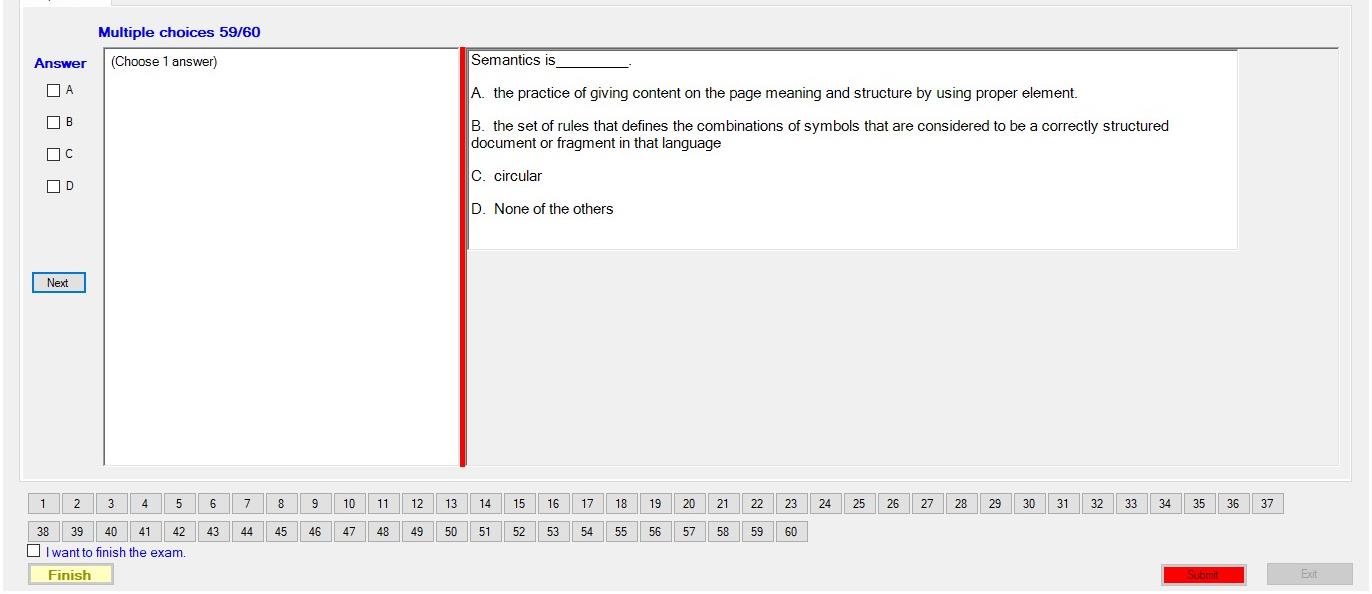 Multiple choices 59/60
Answer
(Choose 1 answer)
A
B
C
D
Next
Semantics is_________.
A. the practice of giving content on the page meaning and structure by using proper element.
B. the set of rules that defines the combinations of symbols that are considered to be a correctly structured
document or fragment in that language
C. circular
D. None of the others
1 2 3 4 5 6 7 8 9 10 11 12 13 14 15 16 17 18 19 20 21 22 23 24 25 26 27 28 29 30 31 32 33 34 35 36 37
38 39 40 41 42 43 44 45 46 47 48 49 50 51 52 53 54 55 56 57 58 59 60
I want to finish the exam.
Finish
Submit
Exit